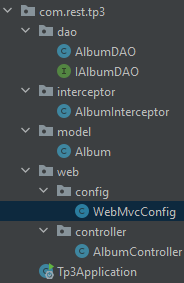 com.rest.tp3
dao
AlbumDAO
IAlbumDAO
interceptor
AlbumInterceptor
model
Album
web
config
WebMvcConfig
controller
AlbumController
Tp3Application